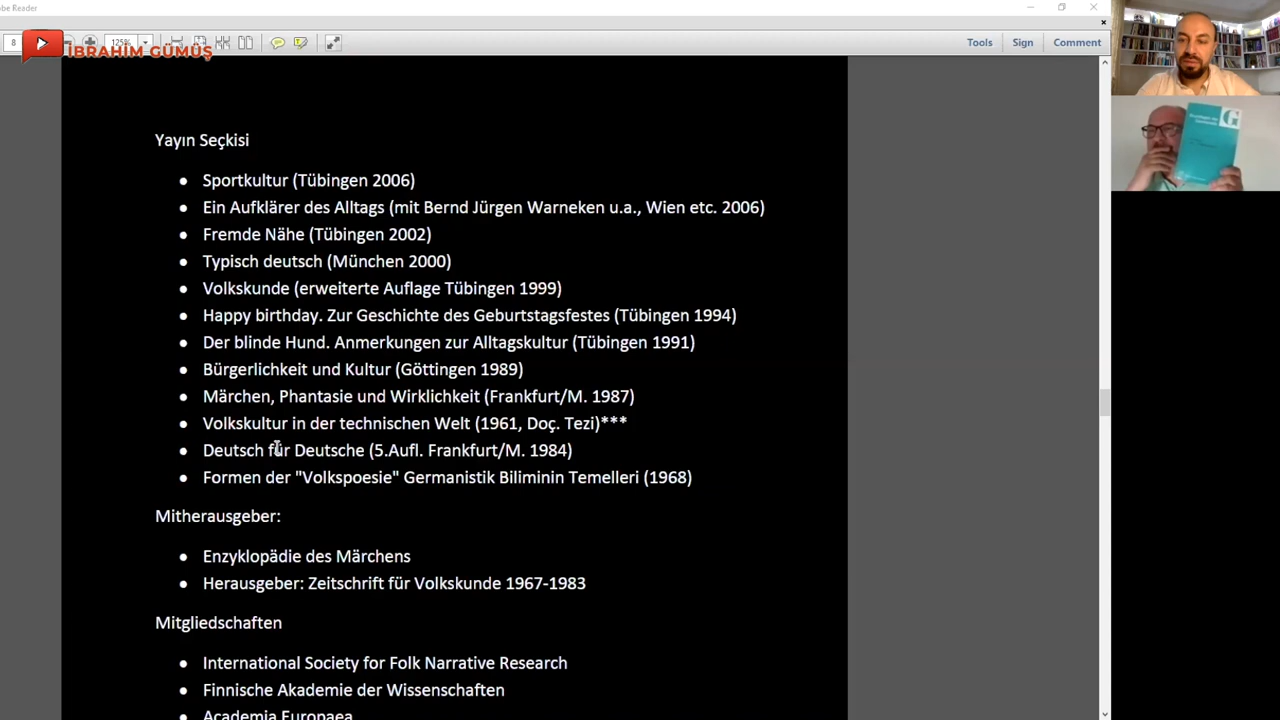 obe Reader
8
125%
Tools
Sign
Comment
İBRAHİM GÜMÜŞ
Yayın Seçkisi
• Sportkultur (Tübingen 2006)
• Ein Aufklärer des Alltags (mit Bernd Jürgen Warneken u.a., Wien etc. 2006)
• Fremde Nähe (Tübingen 2002)
• Typisch deutsch (München 2000)
• Volkskunde (erweiterte Auflage Tübingen 1999)
• Happy birthday. Zur Geschichte des Geburtstagsfestes (Tübingen 1994)
• Der blinde Hund. Anmerkungen zur Alltagskultur (Tübingen 1991)
• Bürgerlichkeit und Kultur (Göttingen 1989)
• Märchen, Phantasie und Wirklichkeit (Frankfurt/M. 1987)
• Volkskultur in der technischen Welt (1961, Doç. Tezi)***
• Deutsch für Deutsche (5.Aufl. Frankfurt/M. 1984)
• Formen der "Volkspoesie" Germanistik Biliminin Temelleri (1968)
Mitherausgeber:
• Enzyklopädie des Märchens
• Herausgeber: Zeitschrift für Volkskunde 1967-1983
Mitgliedschaften
• International Society for Folk Narrative Research
• Finnische Akademie der Wissenschaften
• Academia Europaea